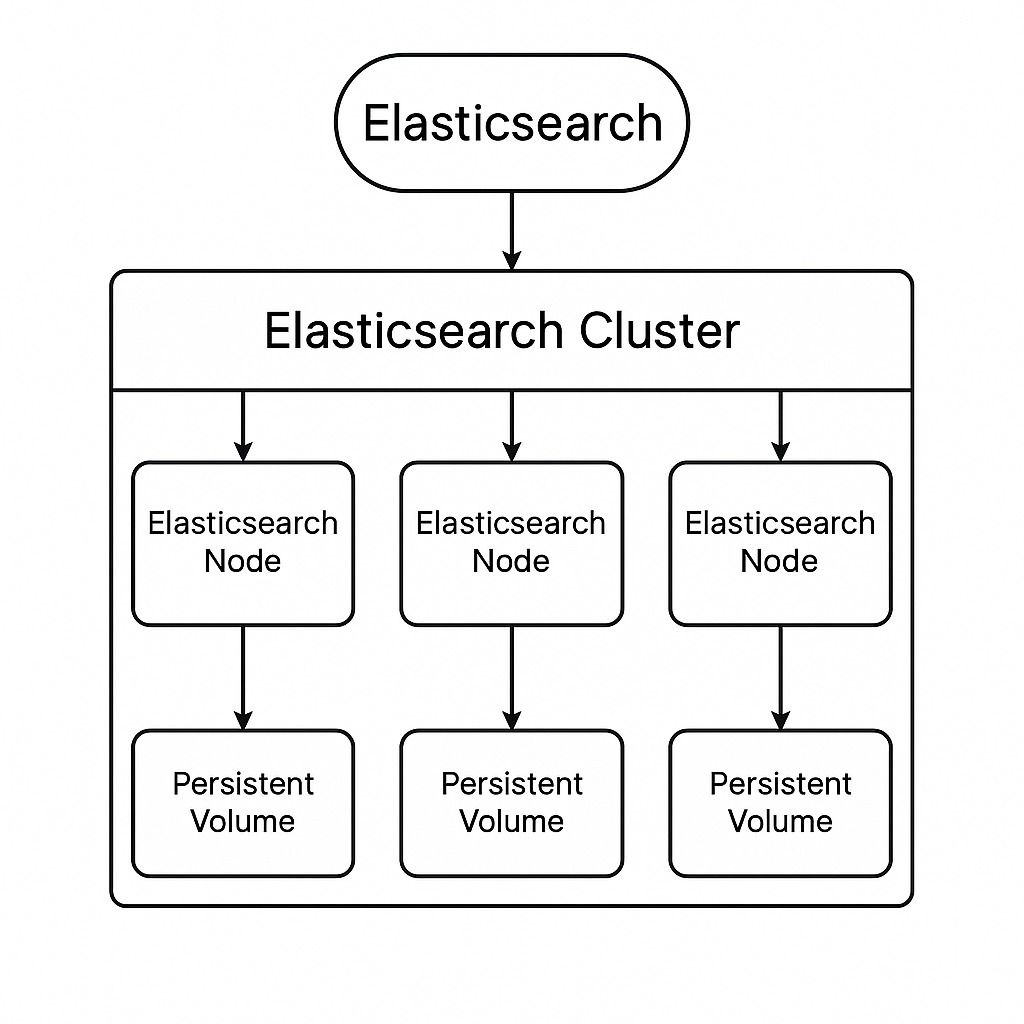 Elasticsearch
Elasticsearch Cluster
Elasticsearch
Node
Elasticsearch
Node
Elasticsearch
Node
Persistent
Volume
Persistent
Volume
Persistent
Volume